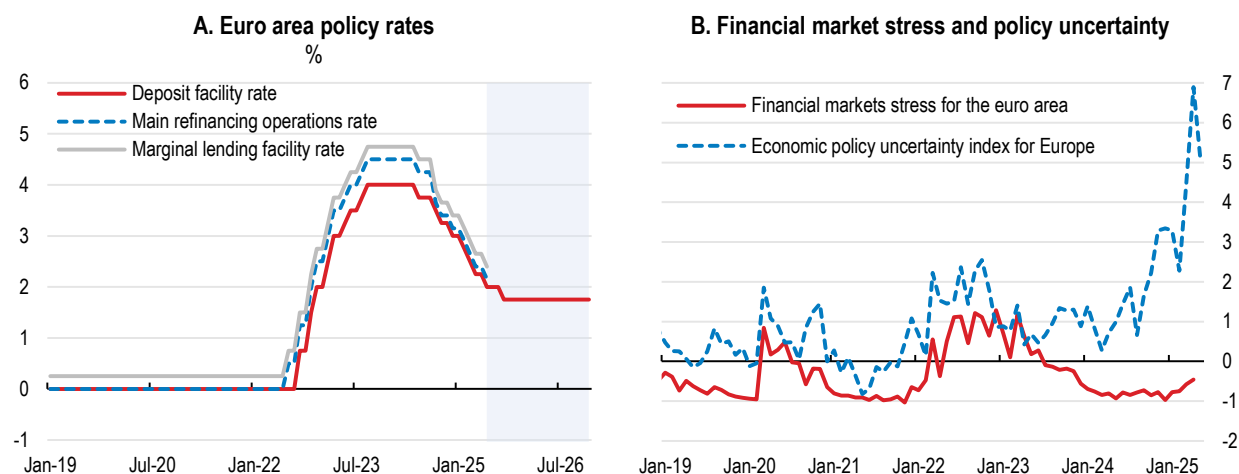 A. Euro area policy rates
%
6
5
4
3
2
1
0
-1
Deposit facility rate
Main refinancing operations rate
Marginal lending facility rate
Jan-19 Jul-20 Jan-22 Jul-23 Jan-25 Jul-26
B. Financial market stress and policy uncertainty
Financial markets stress for the euro area
Economic policy uncertainty index for Europe
7
6
5
4
3
2
1
0
-1
-2
Jan-19 Jan-20 Jan-21 Jan-22 Jan-23 Jan-24 Jan-25